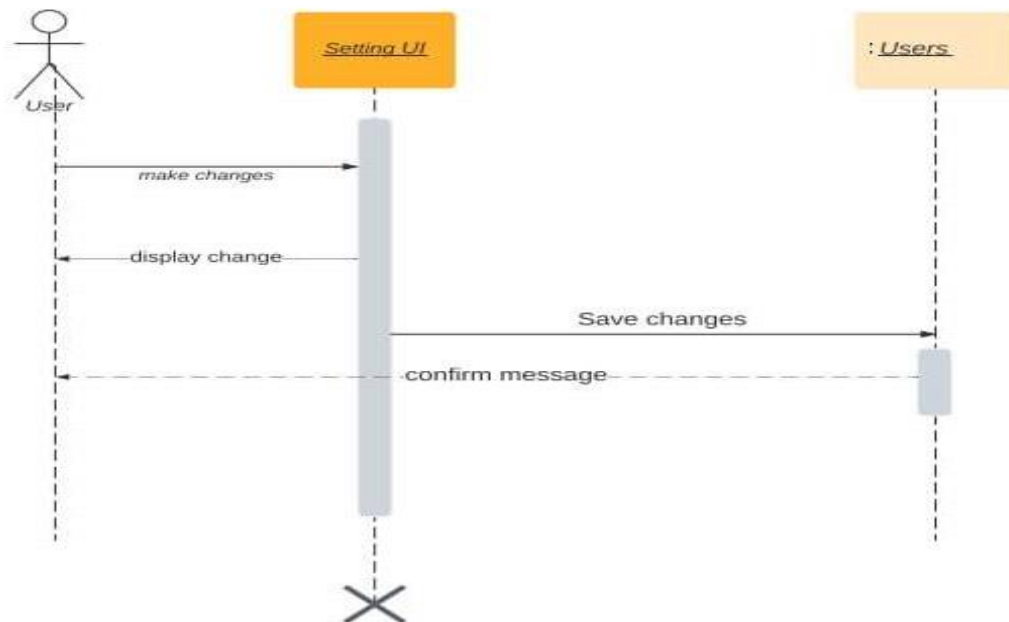 Setting UI
: Users
User
make changes
display change
Save changes
confirm message